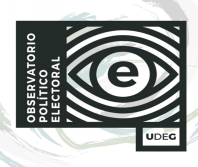 OBSERVATORIO
POLÍTICO
ELECTORAL
e
UDEG